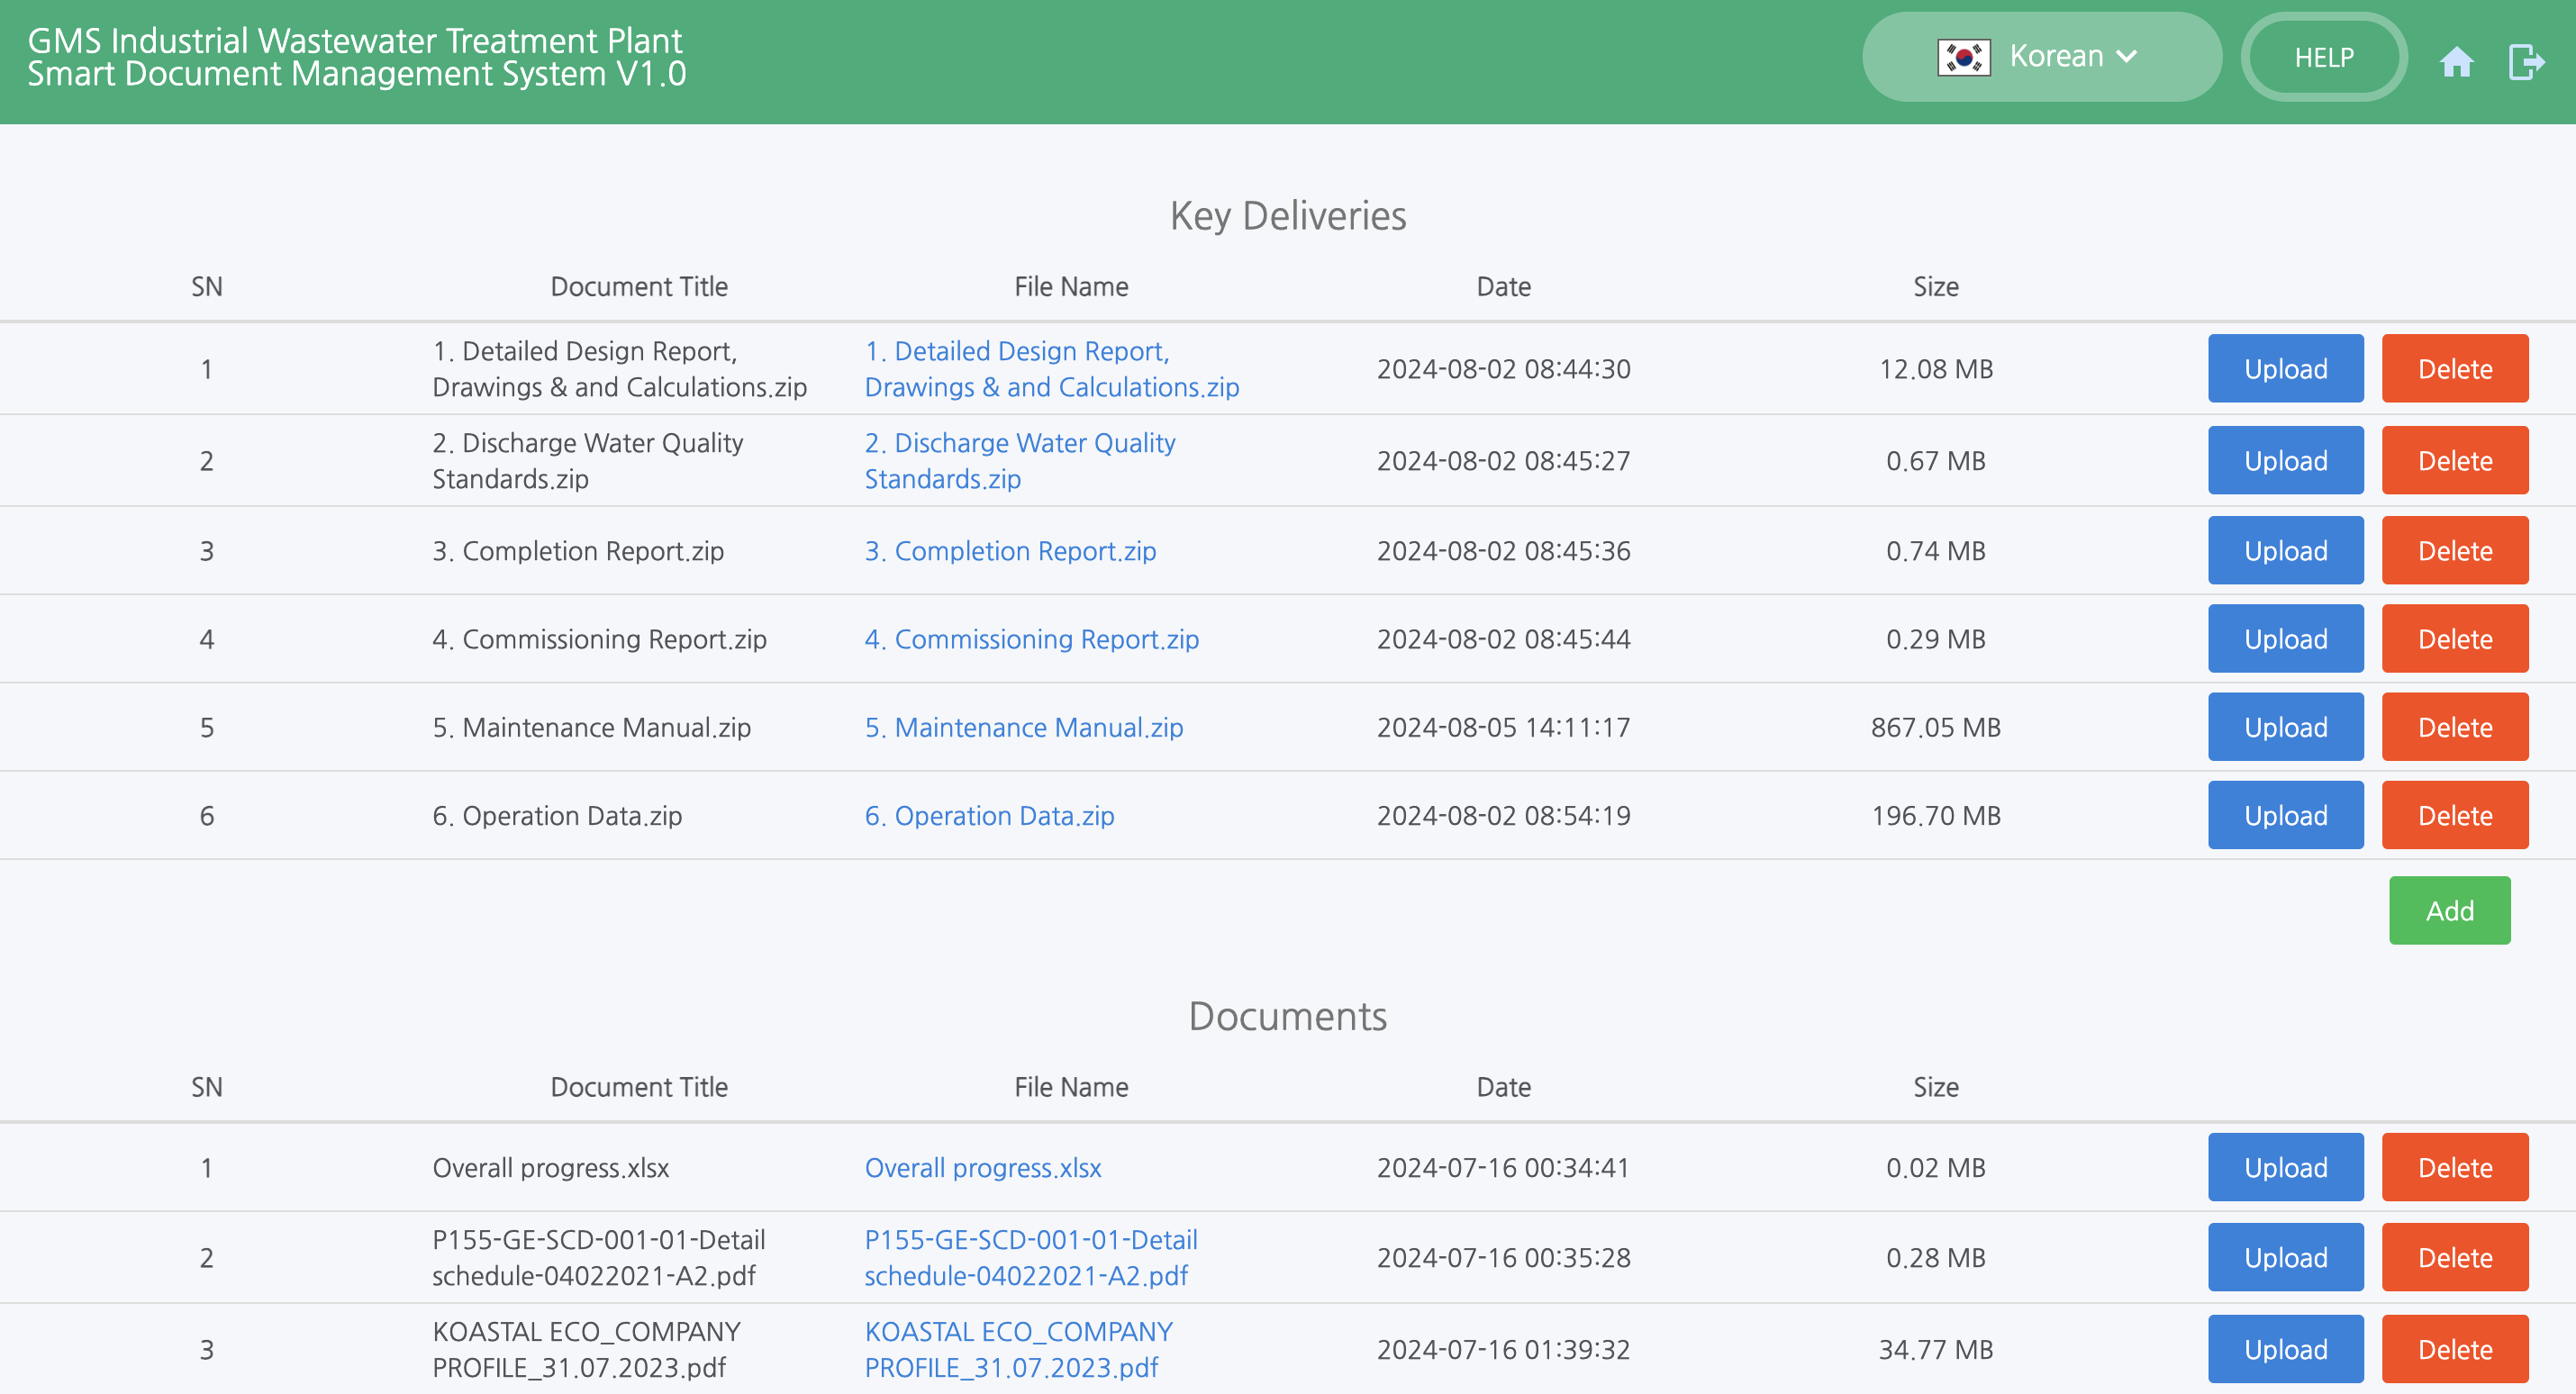 GMS Industrial Wastewater Treatment Plant
Smart Document Management System V1.0
Korean
HELP
Key Deliveries
SN Document Title File Name Date Size
1 1. Detailed Design Report, Drawings & and Calculations.zip 1. Detailed Design Report, Drawings & and Calculations.zip 2024-08-02 08:44:30 12.08 MB Upload Delete
2 2. Discharge Water Quality Standards.zip 2. Discharge Water Quality Standards.zip 2024-08-02 08:45:27 0.67 MB Upload Delete
3 3. Completion Report.zip 3. Completion Report.zip 2024-08-02 08:45:36 0.74 MB Upload Delete
4 4. Commissioning Report.zip 4. Commissioning Report.zip 2024-08-02 08:45:44 0.29 MB Upload Delete
5 5. Maintenance Manual.zip 5. Maintenance Manual.zip 2024-08-05 14:11:17 867.05 MB Upload Delete
6 6. Operation Data.zip 6. Operation Data.zip 2024-08-02 08:54:19 196.70 MB Upload Delete
Add
Documents
SN Document Title File Name Date Size
1 Overall progress.xlsx Overall progress.xlsx 2024-07-16 00:34:41 0.02 MB Upload Delete
2 P155-GE-SCD-001-01-Detail schedule-04022021-A2.pdf P155-GE-SCD-001-01-Detail schedule-04022021-A2.pdf 2024-07-16 00:35:28 0.28 MB Upload Delete
3 KOASTAL ECO_COMPANY PROFILE_31.07.2023.pdf KOASTAL ECO_COMPANY PROFILE_31.07.2023.pdf 2024-07-16 01:39:32 34.77 MB Upload Delete